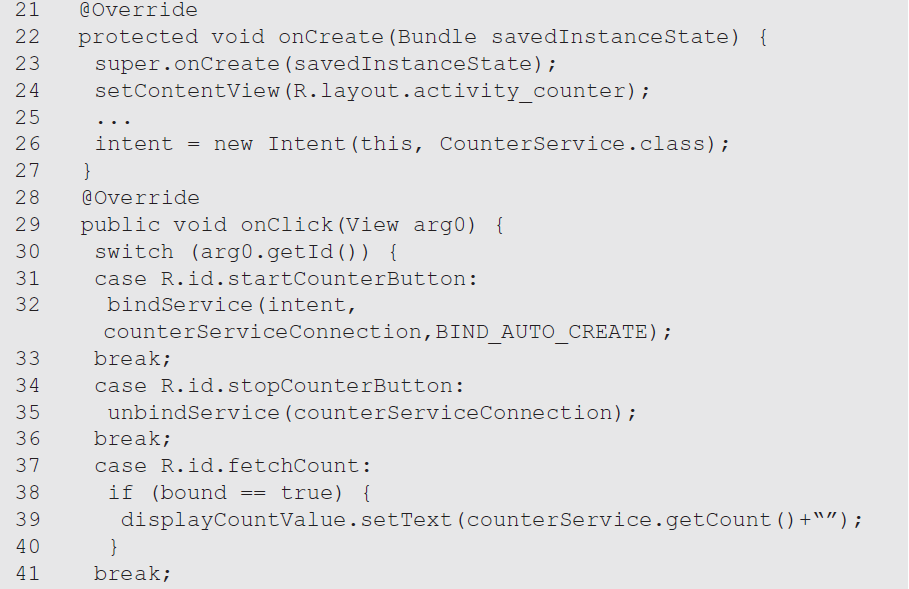 21 @Override
22 protected void onCreate(Bundle savedInstanceState) {
23 super.onCreate(savedInstanceState);
24 setContentView(R.layout.activity_counter);
25 ...
26 intent = new Intent(this, CounterService.class);
27 }
28 @Override
29 public void onClick(View arg0) {
30 switch (arg0.getId()) {
31 case R.id.startCounterButton:
32 bindService(intent,
counterServiceConnection,BIND_AUTO_CREATE);
33 break;
34 case R.id.stopCounterButton:
35 unbindService(counterServiceConnection);
36 break;
37 case R.id.fetchCount:
38 if (bound == true) {
39 displayCountValue.setText(counterService.getCount()+“”);
40 }
41 break;